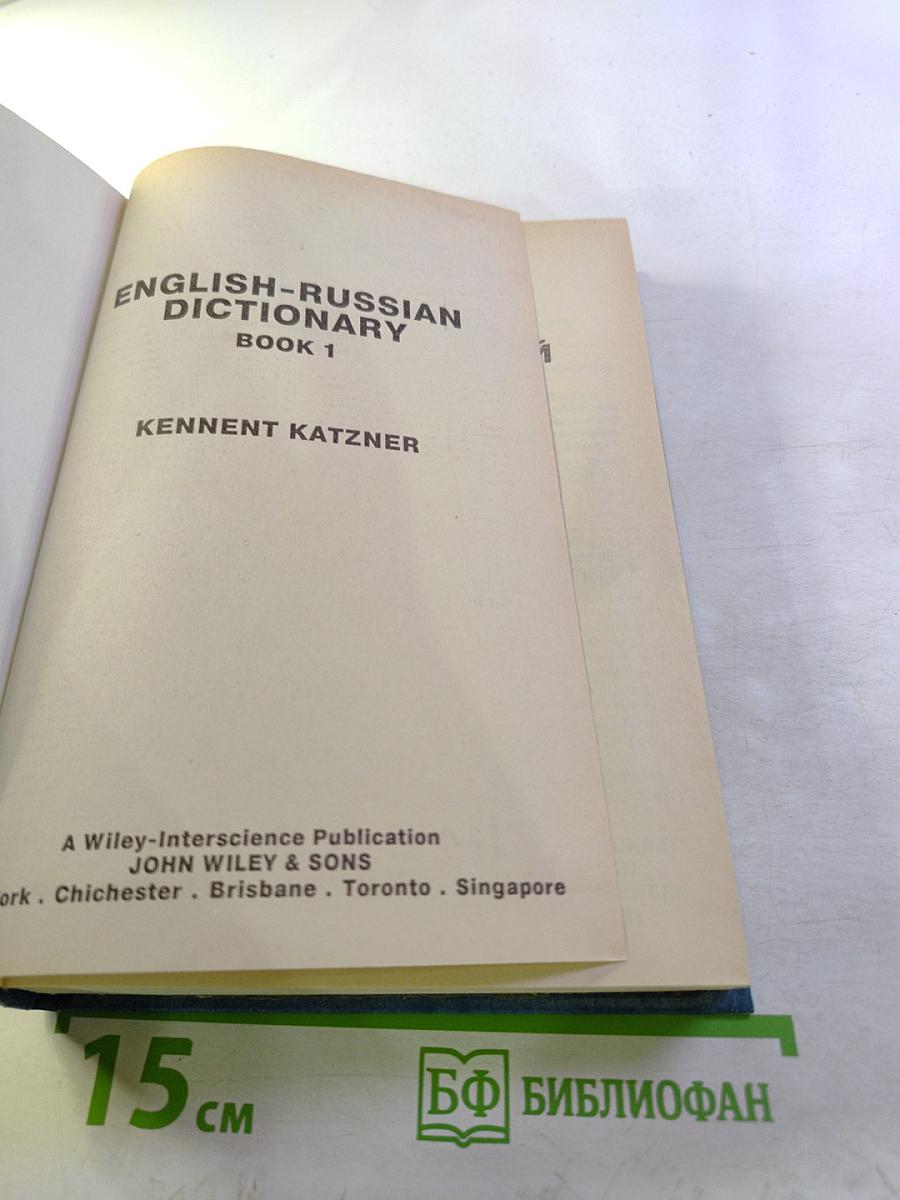 ENGLISH-RUSSIAN
DICTIONARY
BOOK 1
KENNENT KATZNER
A Wiley-Interscience Publication
JOHN WILEY & SONS
ork . Chichester . Brisbane . Toronto . Singapore
Й
15 см
БФ БИБЛИОФАН